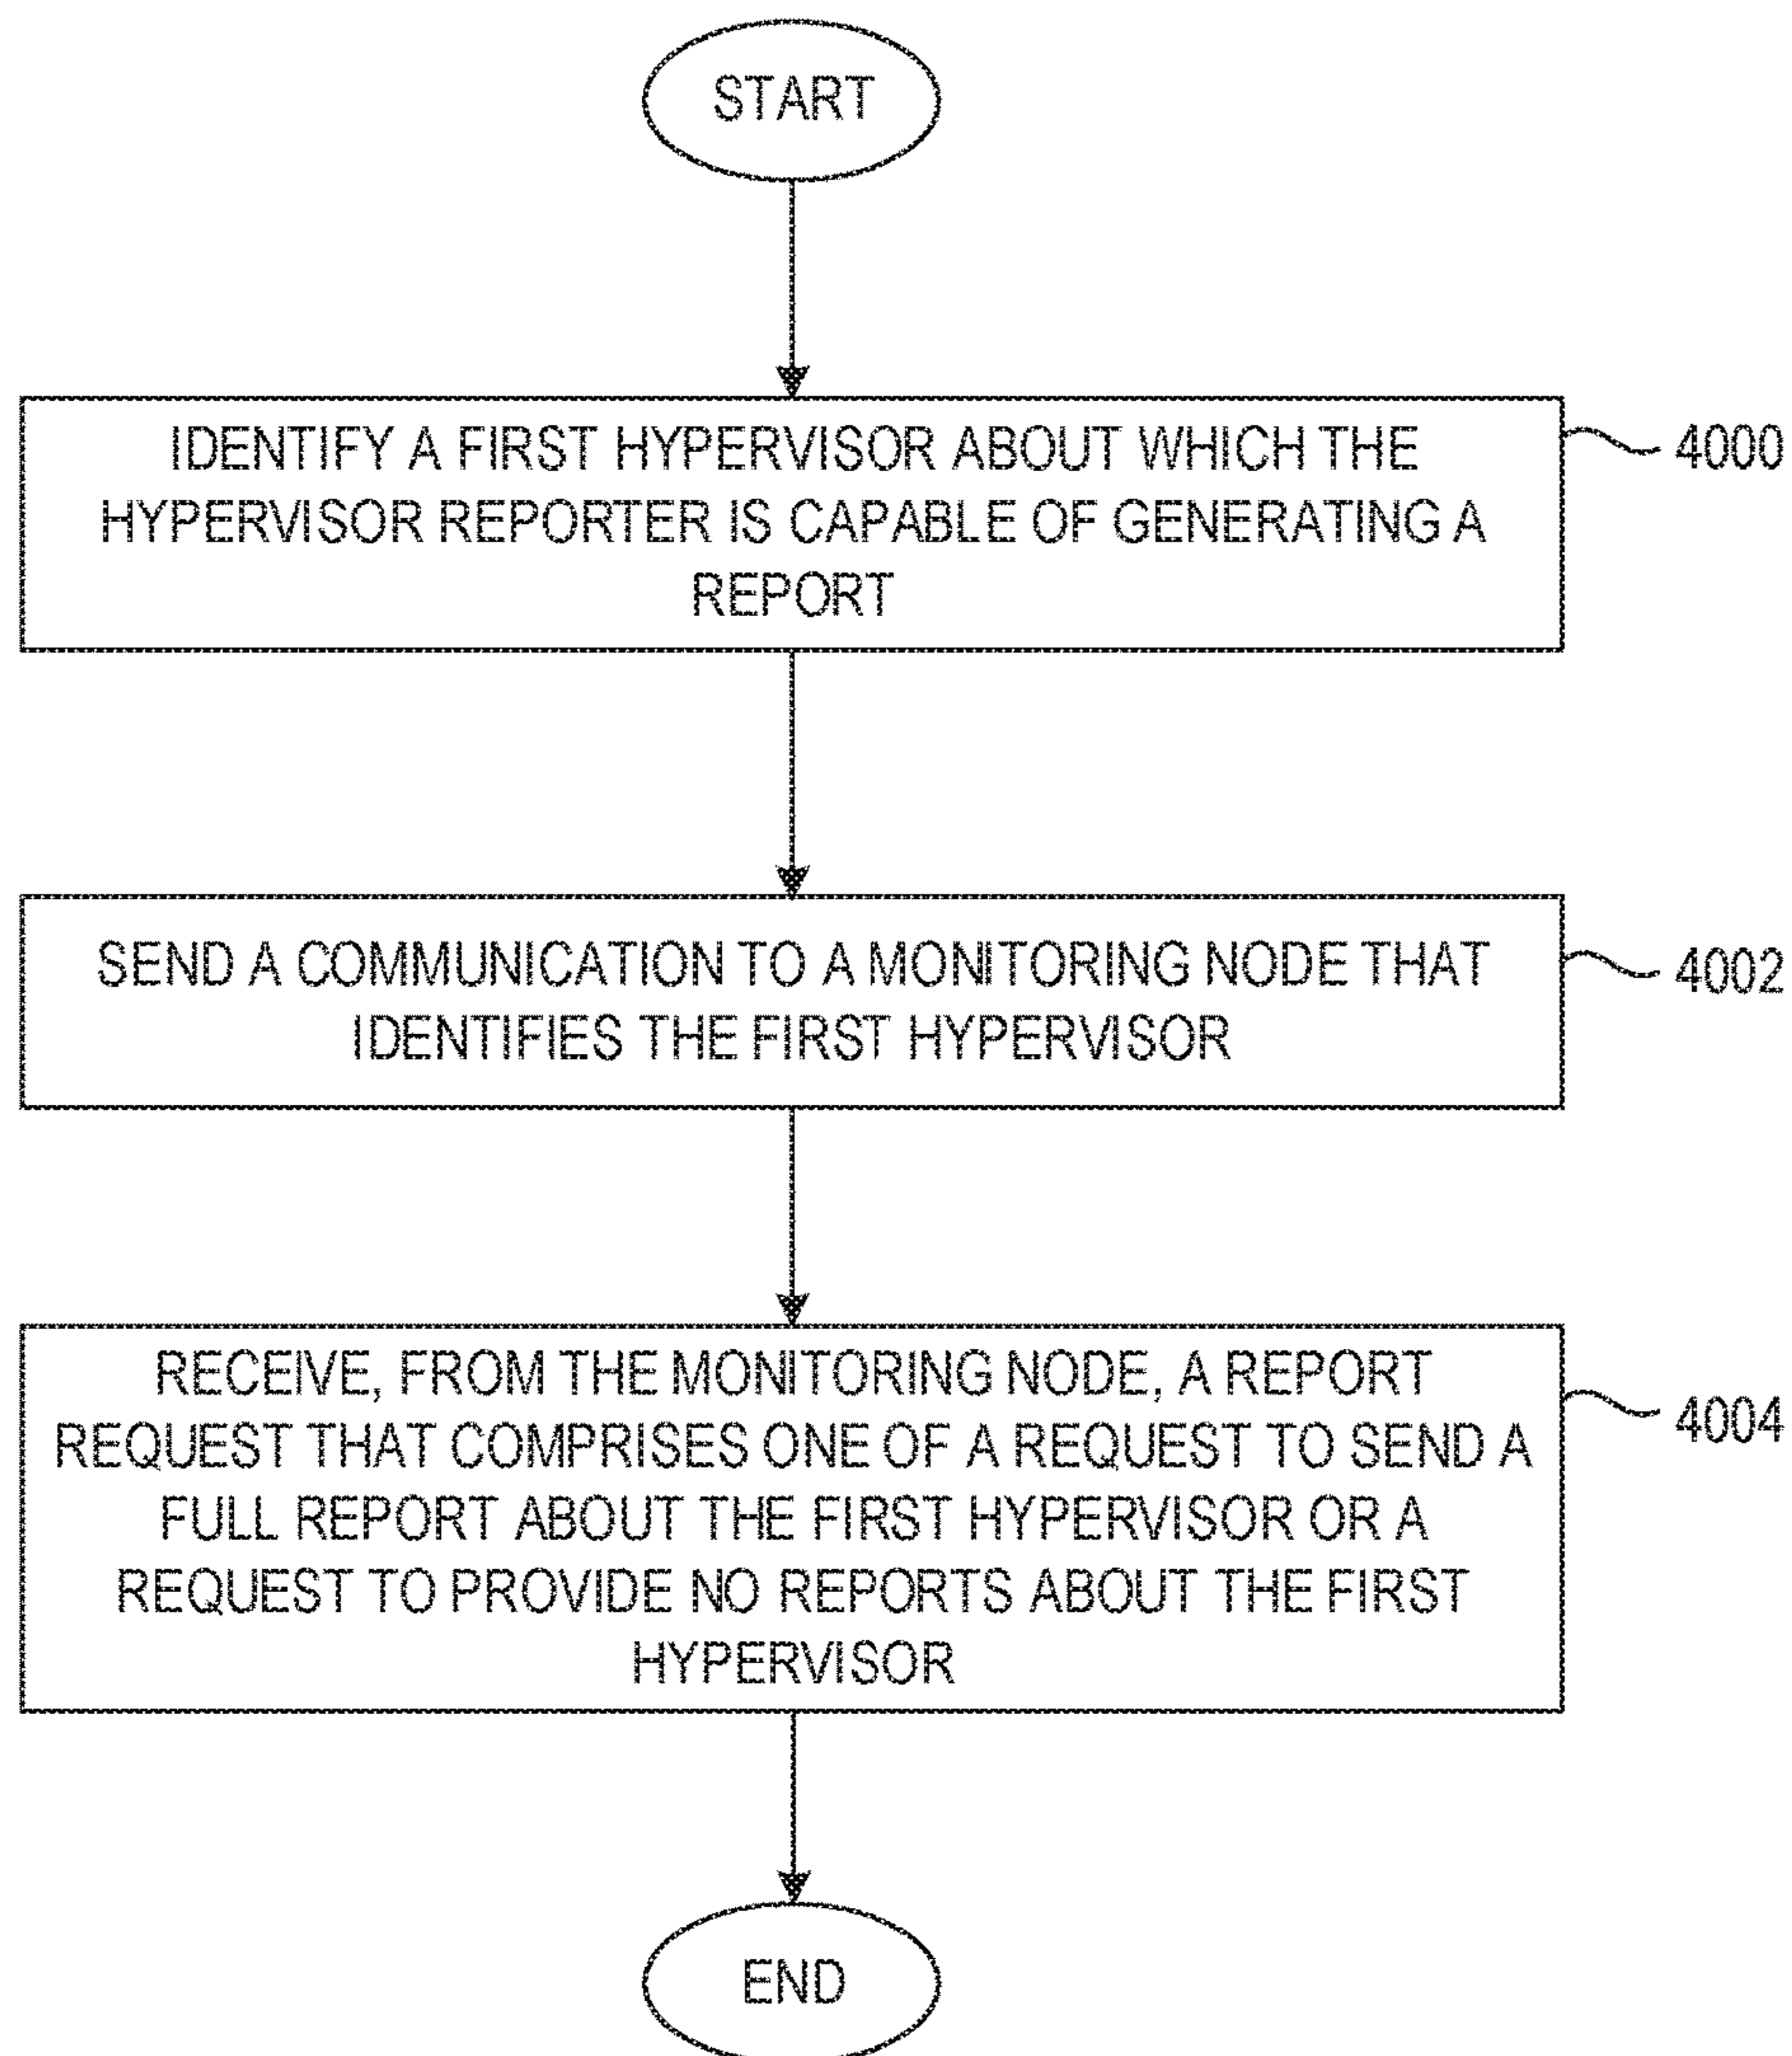 START
IDENTIFY A FIRST HYPERVISOR ABOUT WHICH THE
HYPERVISOR REPORTER IS CAPABLE OF GENERATING A
REPORT
4000
SEND A COMMUNICATION TO A MONITORING NODE THAT
IDENTIFIES THE FIRST HYPERVISOR
4002
RECEIVE, FROM THE MONITORING NODE, A REPORT
REQUEST THAT COMPRISES ONE OF A REQUEST TO SEND A
FULL REPORT ABOUT THE FIRST HYPERVISOR OR A
REQUEST TO PROVIDE NO REPORTS ABOUT THE FIRST
HYPERVISOR
4004
END